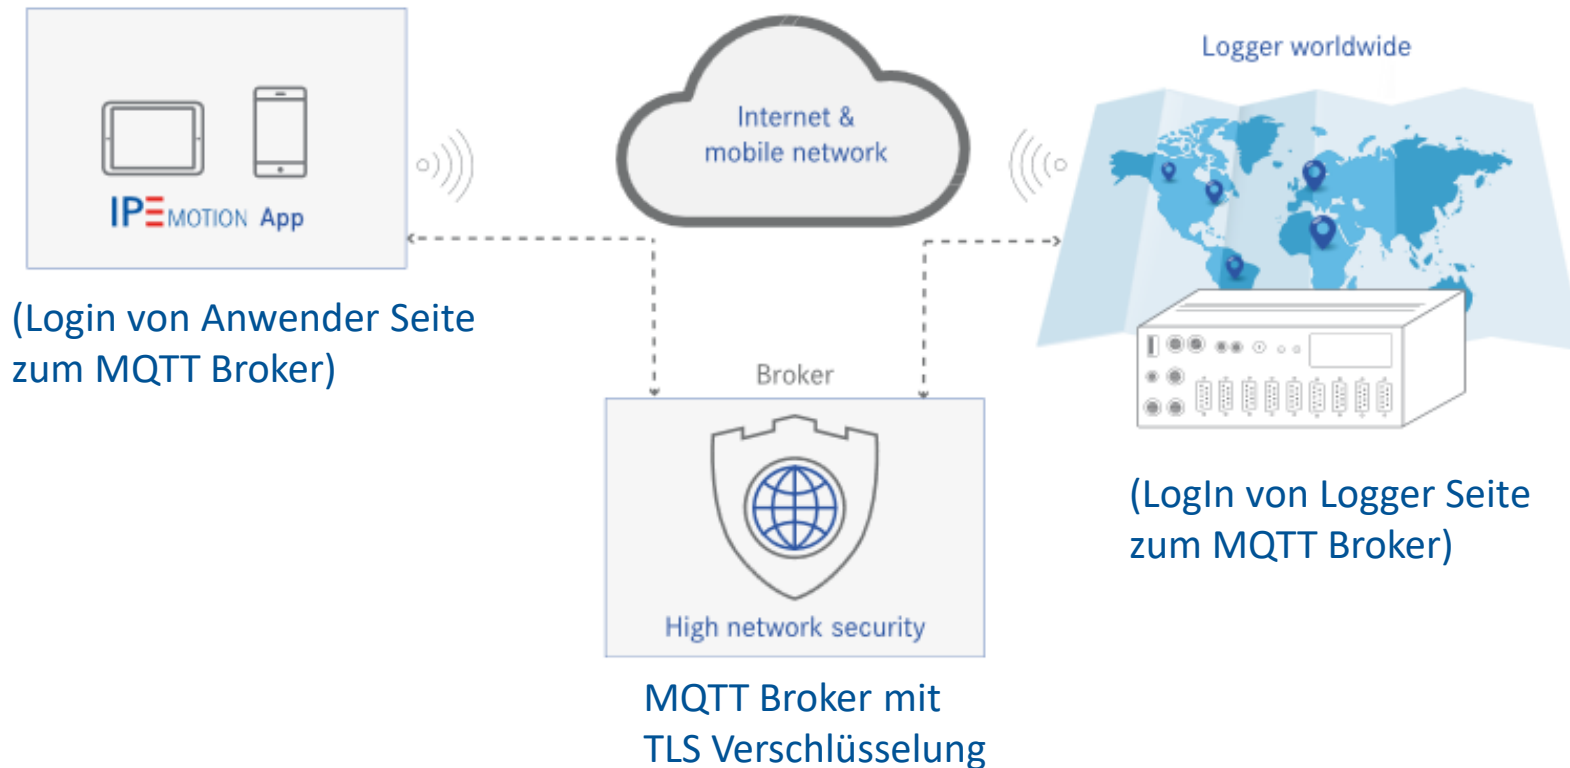 IPEMOTION App
(Login von Anwender Seite
zum MQTT Broker)
Internet &
mobile network
Logger worldwide
(LogIn von Logger Seite
zum MQTT Broker)
Broker
High network security
MQTT Broker mit
TLS Verschlüsselung